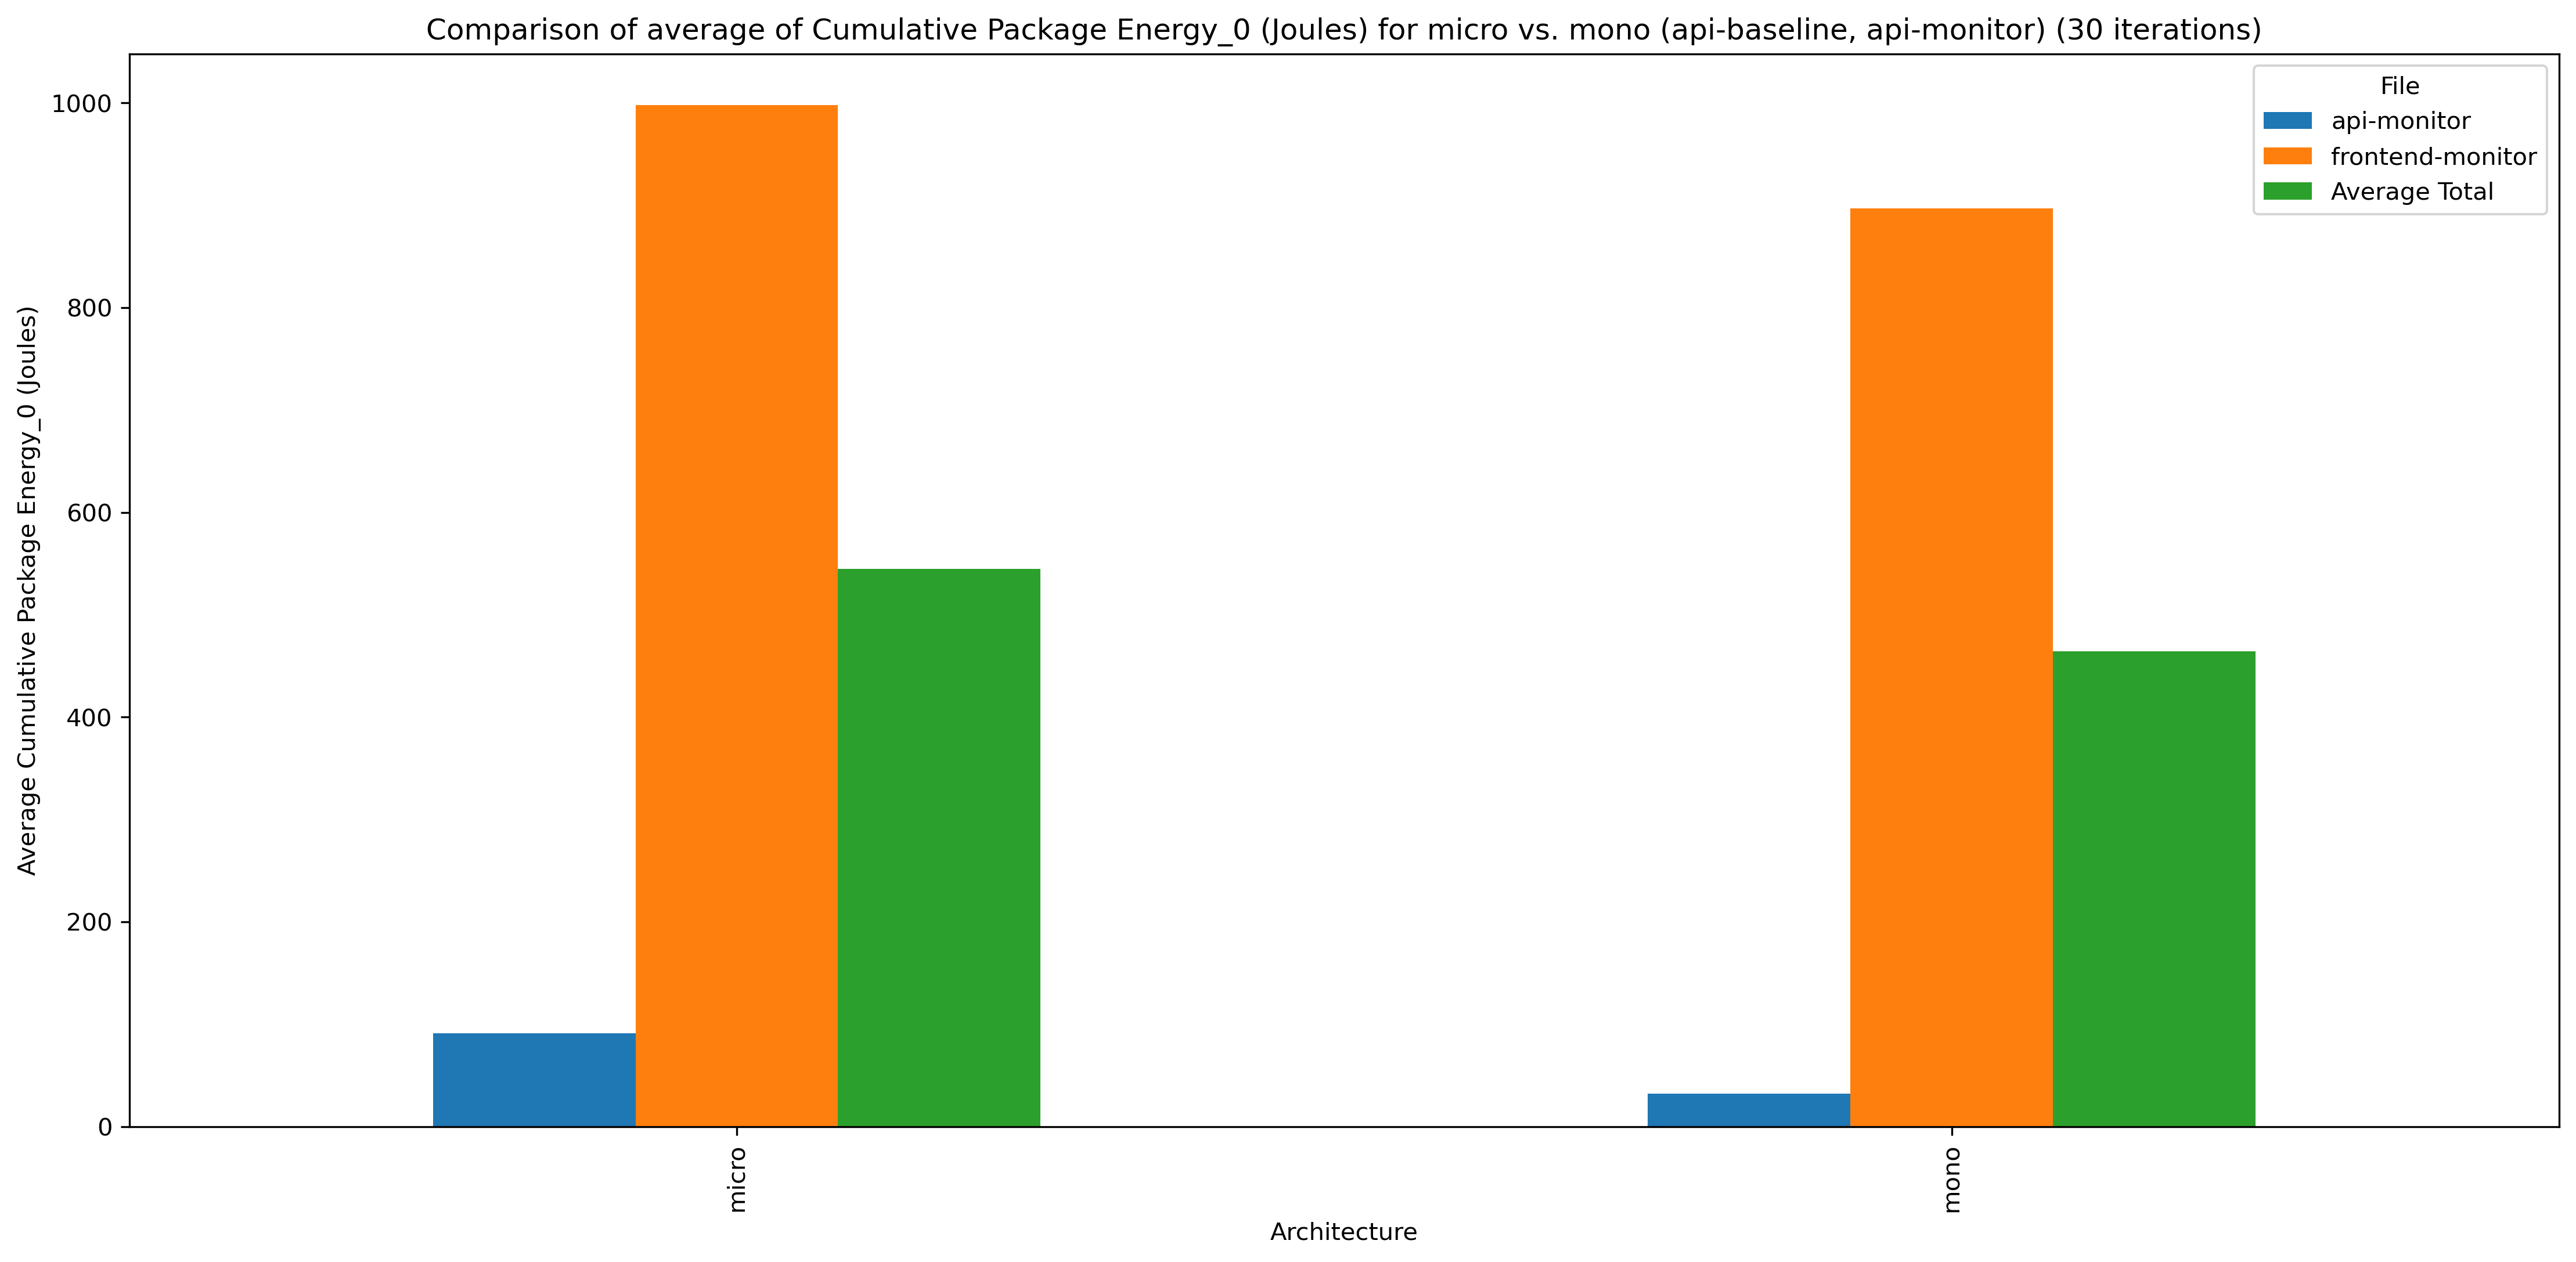 Comparison of average of Cumulative Package Energy_0 (Joules) for micro vs. mono (api-baseline, api-monitor) (30 iterations)
File
api-monitor
frontend-monitor
Average Total
Average Cumulative Package Energy_0 (Joules)
1000
800
600
400
200
0
micro
mono
Architecture